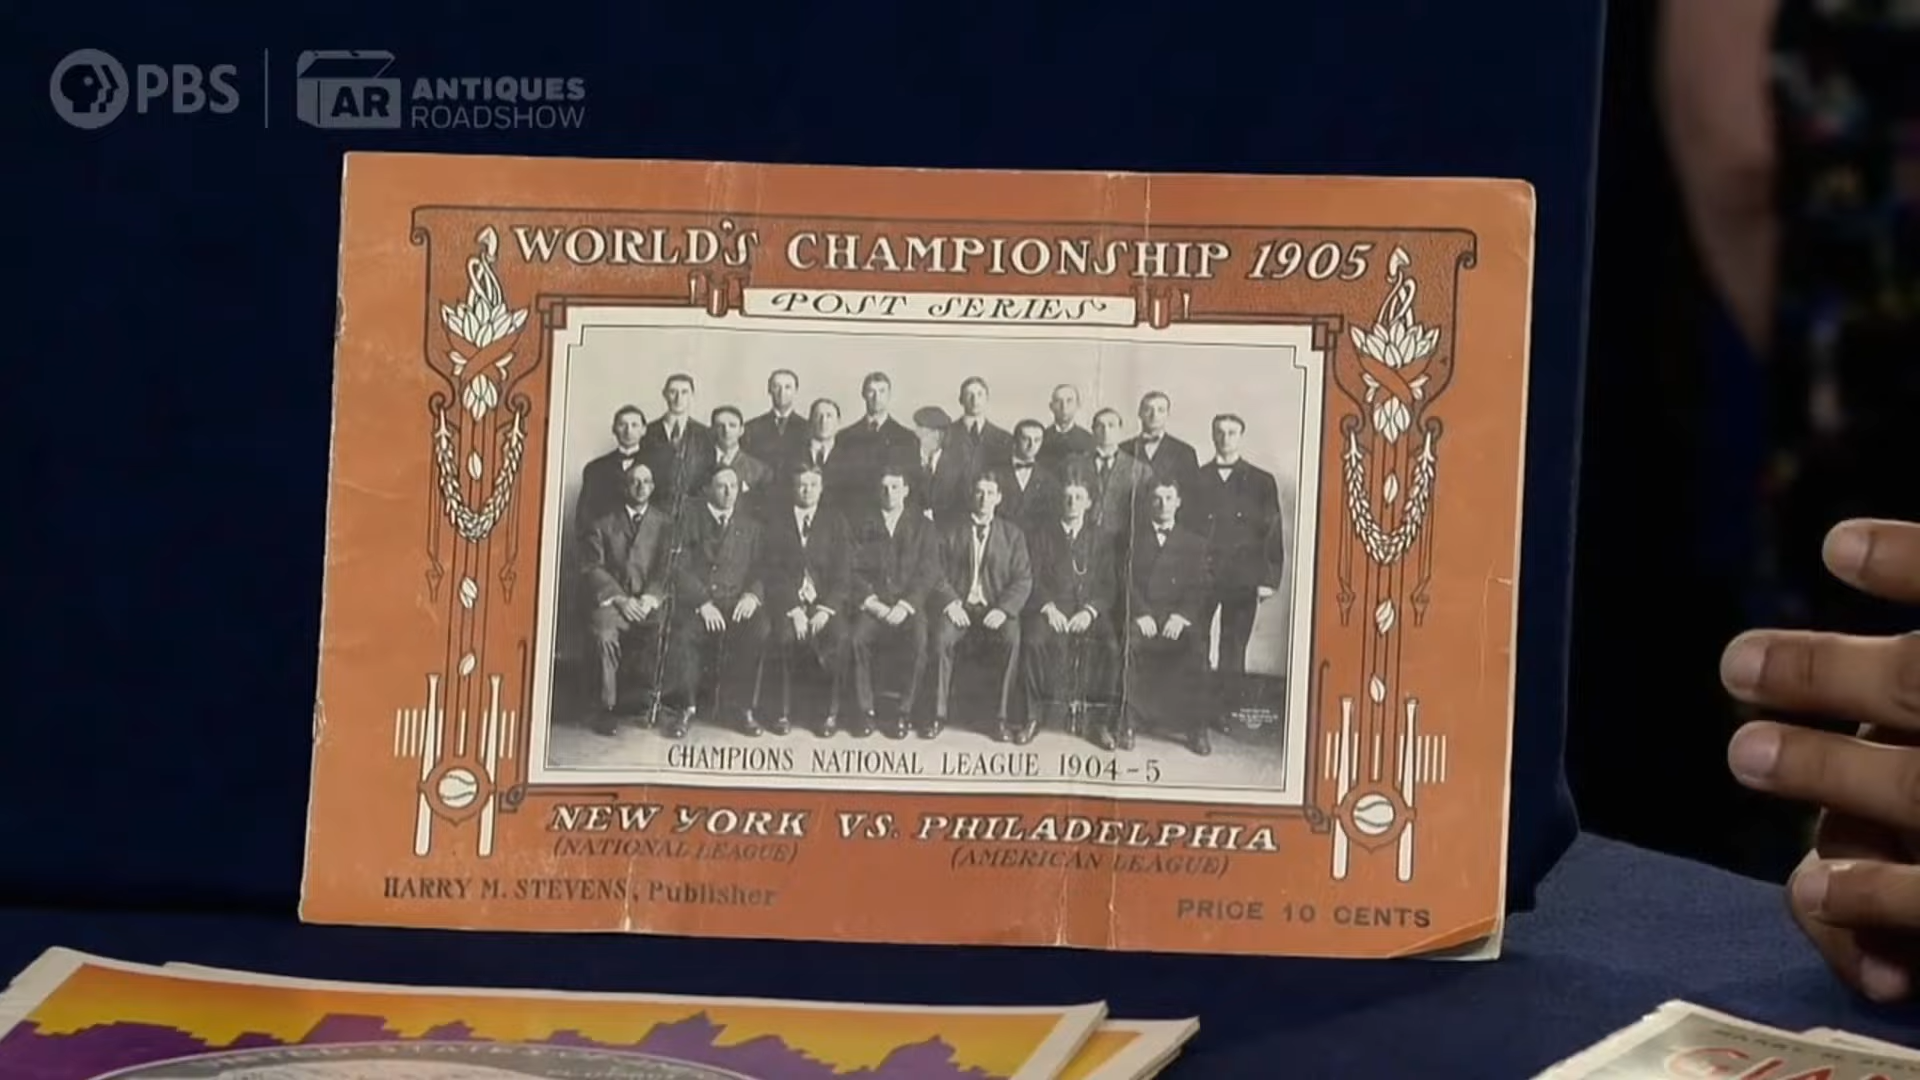 PBS
AR ANTIQUES
ROADSHOW
WORLD'S CHAMPIONSHIP 1905
POST SERIES
CHAMPIONS NATIONAL LEAGUE 1904-5
NEW YORK VS. PHILADELPHIA
(NATIONAL LEAGUE) (AMERICAN LEAGUE)
HARRY M. STEVENS, Publisher
PRICE 10 CENTS